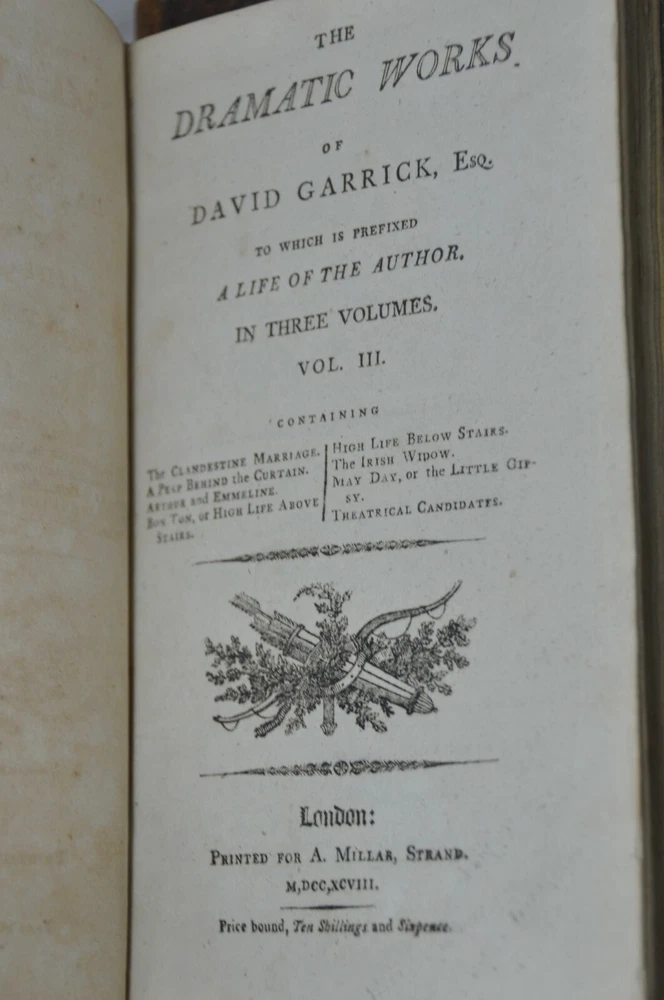 THE
DRAMATIC WORKS.
OF
DAVID GARRICK, Esq.
TO WHICH IS PREFIXED
A LIFE OF THE AUTHOR.
IN THREE VOLUMES.
VOL. III.
CONTAINING
The CLANDESTINE MARRIAGE.
A PEEP BEHIND the CURTAIN.
ARTHUR and EMMELINE.
BON TON, or HIGH LIFE ABOVE
STAIRS.
HIGH LIFE BELOW STAIRS.
The IRISH WIDOW.
MAY DAY, or the LITTLE GIP-
SY.
THEATRICAL CANDIDATES.
London:
PRINTED FOR A. MILLAR, STRAND.
M,DCC,XCVIII.
Price bound, Ten Shillings and Sixpence.